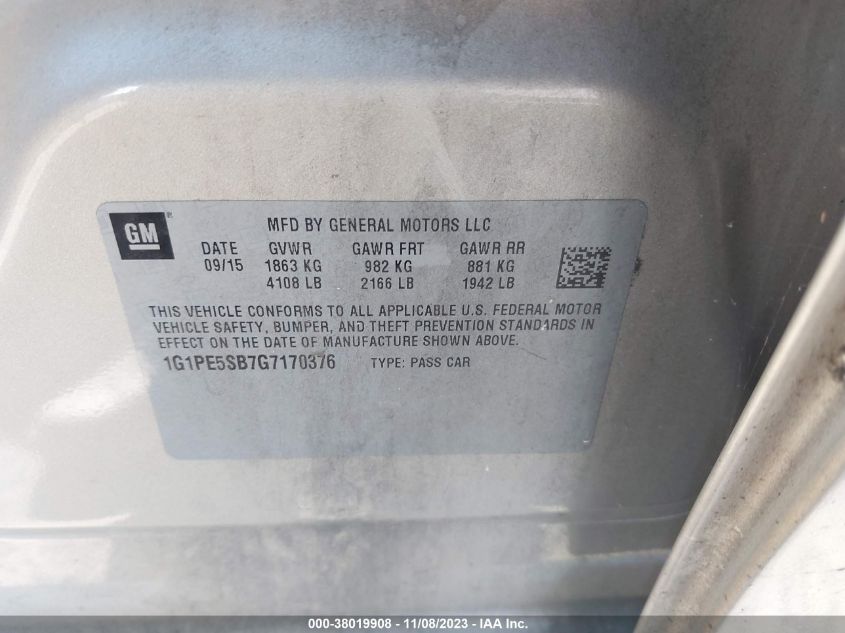 GM ®
MFD BY GENERAL MOTORS LLC
DATE GVWR GAWR FRT GAWR RR
09/15 1863 KG 982 KG 881 KG
4108 LB 2166 LB 1942 LB
THIS VEHICLE CONFORMS TO ALL APPLICABLE U.S. FEDERAL MOTOR
VEHICLE SAFETY, BUMPER, AND THEFT PREVENTION STANDARDS IN
EFFECT ON THE DATE OF MANUFACTURE SHOWN ABOVE.
1G1PE5SB7G7170376 TYPE: PASS CAR
000-38019908 - 11/08/2023 - IAA Inc.